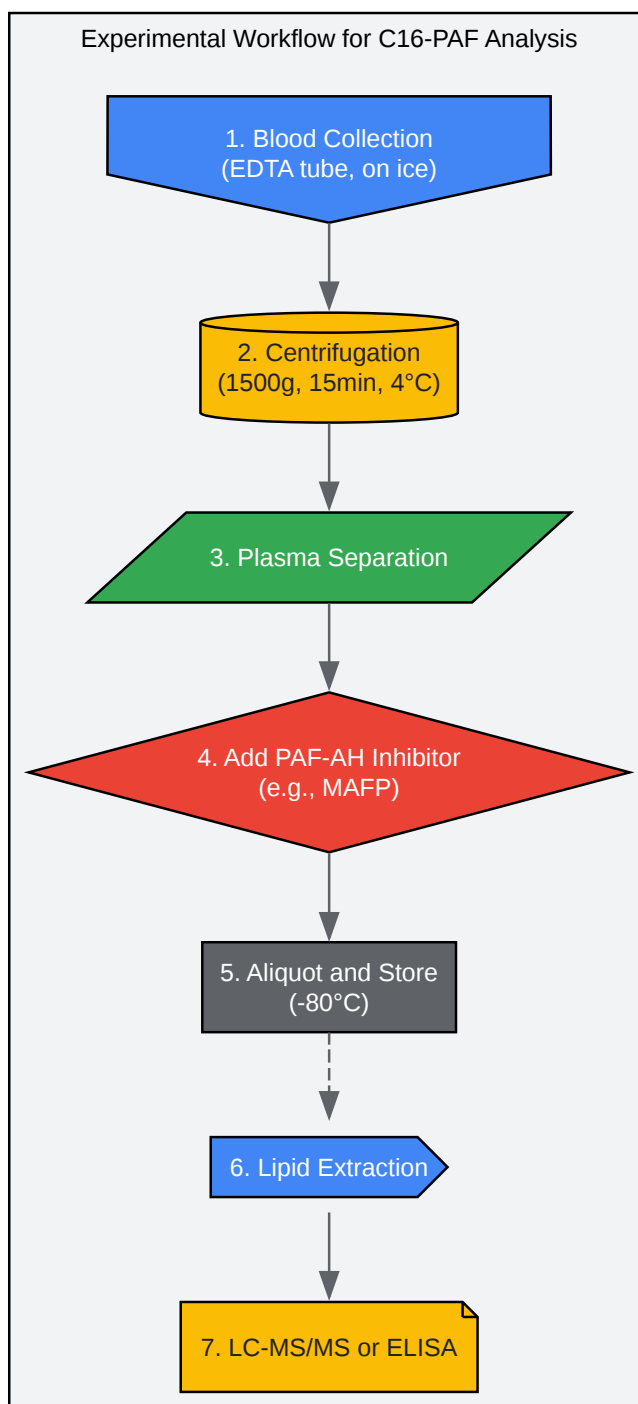 Experimental Workflow for C16-PAF Analysis
1. Blood Collection
(EDTA tube, on ice)
2. Centrifugation
(1500g, 15min, 4°C)
3. Plasma Separation
4. Add PAF-AH Inhibitor
(e.g., MAFP)
5. Aliquot and Store
(-80°C)
6. Lipid Extraction
7. LC-MS/MS or ELISA